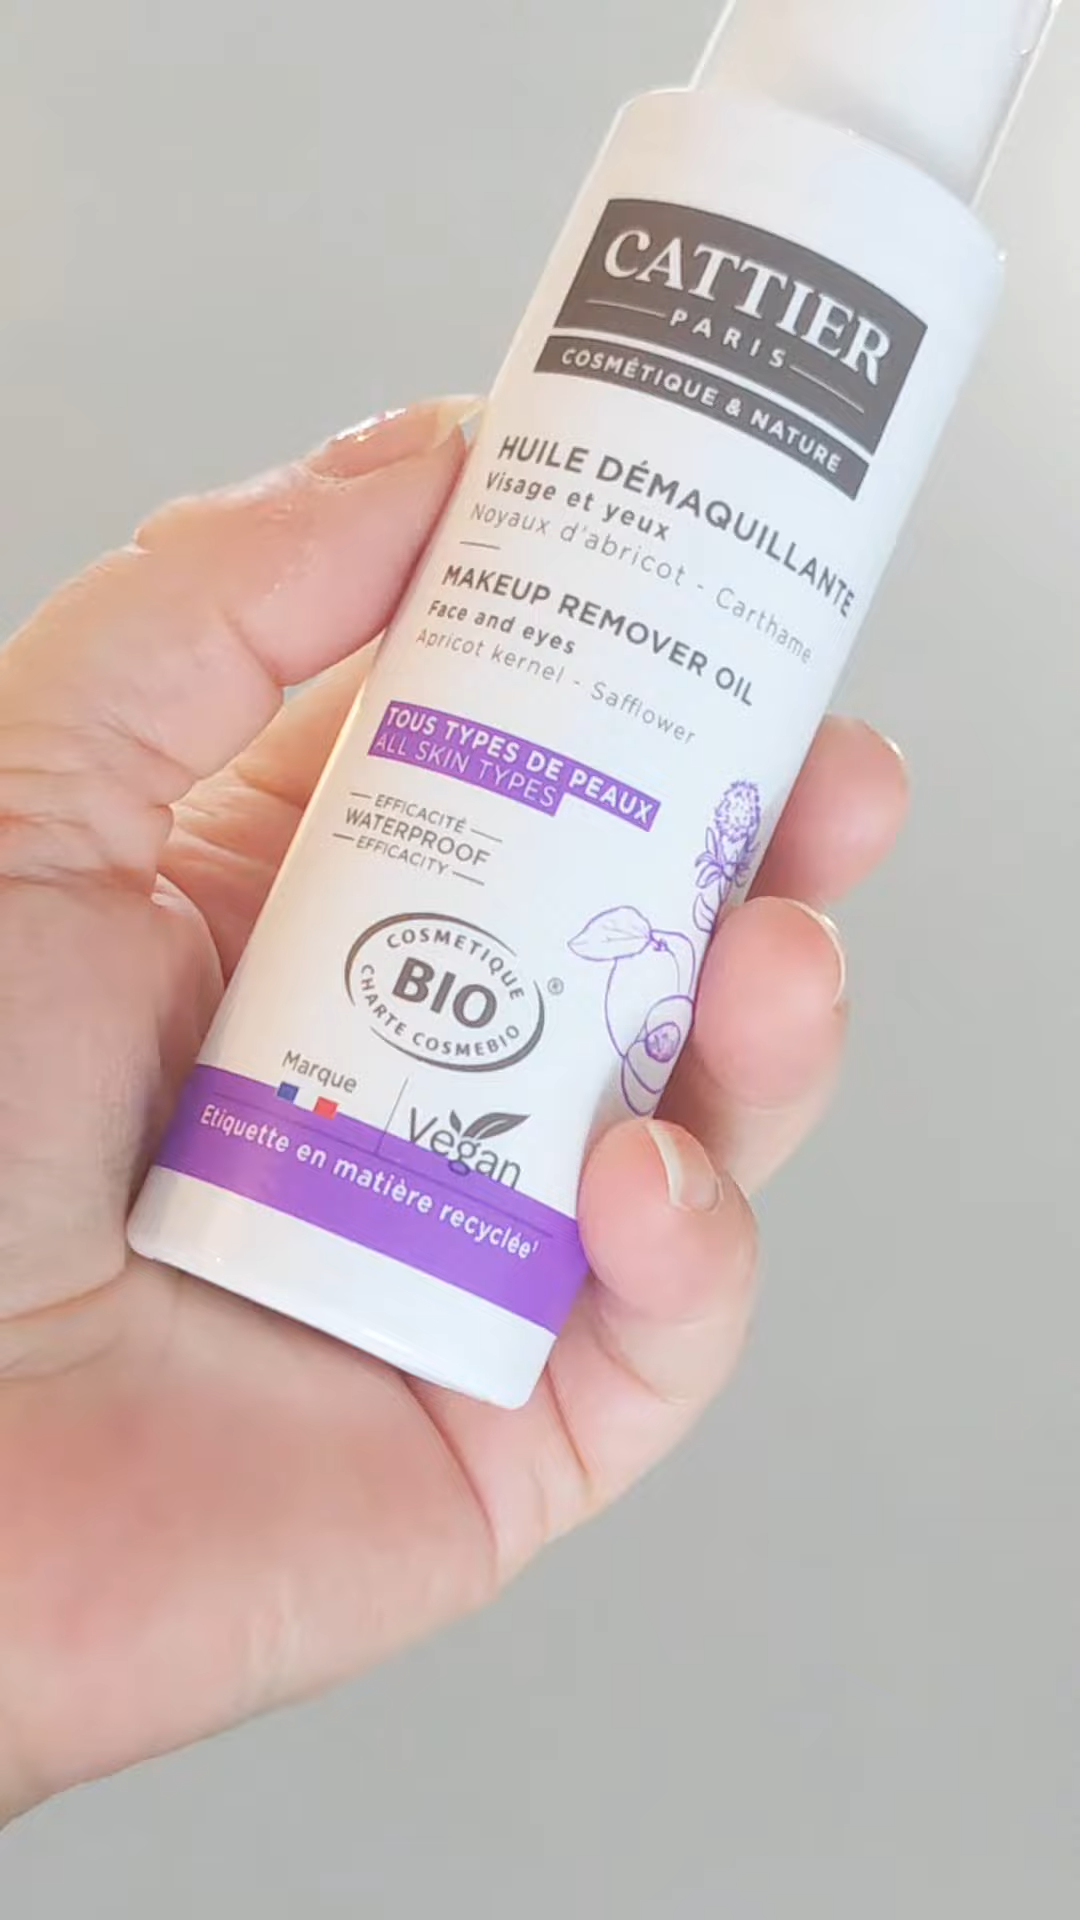 CATTIER
PARIS
COSMÉTIQUE & NATURE
HUILE DÉMAQUILLANTE
Visage et yeux
Noyaux d'abricot - Carthame
MAKEUP REMOVER OIL
Face and eyes
Apricot kernel - Safflower
TOUS TYPES DE PEAUX
ALL SKIN TYPES
EFFICACITÉ
WATERPROOF
EFFICACITY
COSMETIQUE
BIO ®
CHARTE COSMEBIO
Marque
Vegan
Etiquette en matière recyclée¹